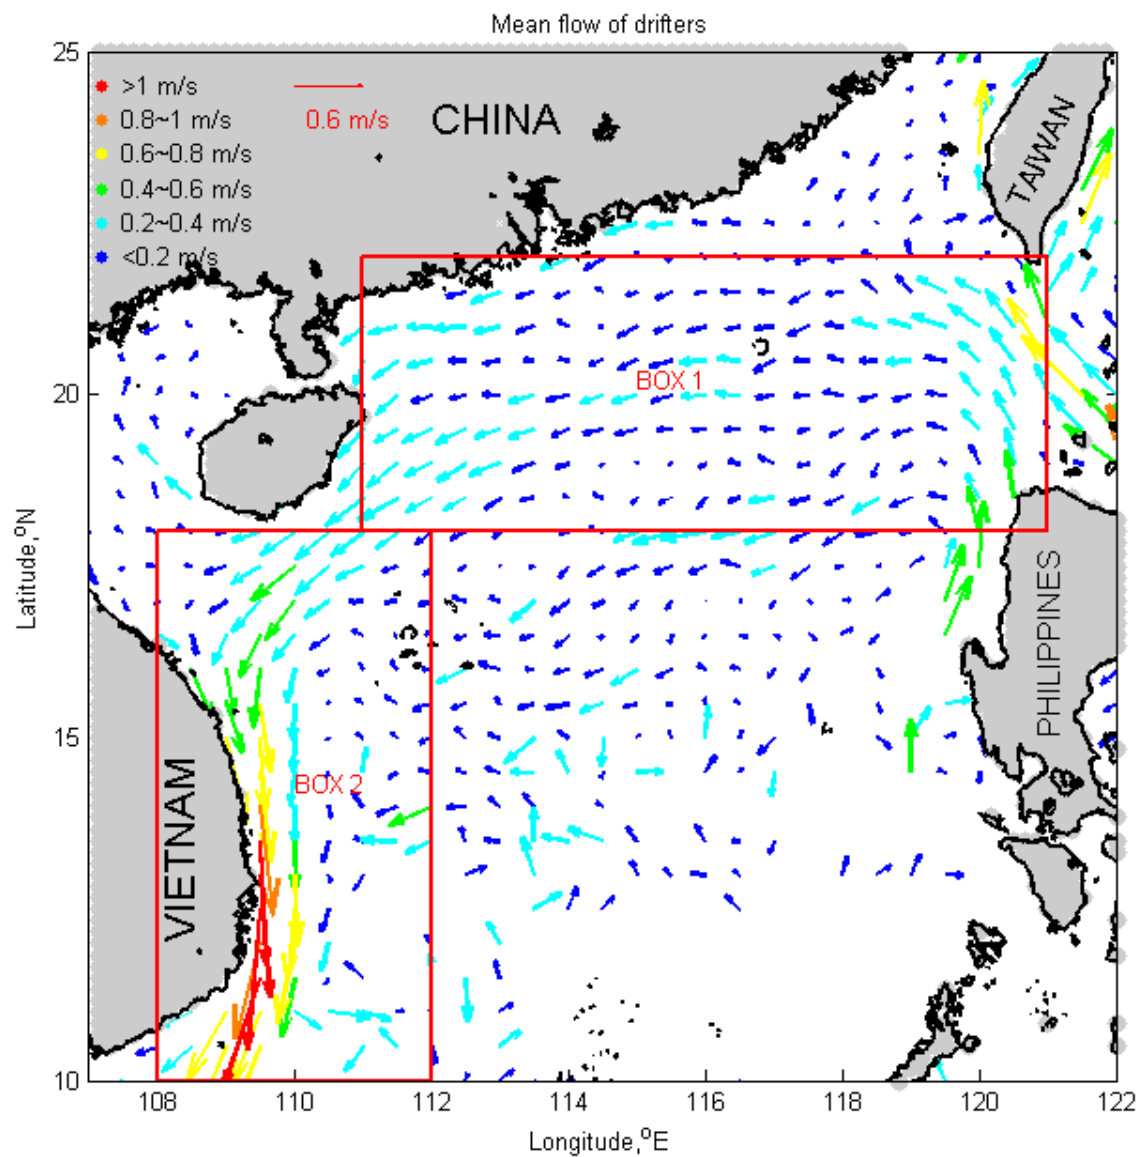 Mean flow of drifters
25
>1 m/s
0.8~1 m/s
0.6 m/s
0.6~0.8 m/s
0.4~0.6 m/s
0.2~0.4 m/s
<0.2 m/s
CHINA
TAIWAN
20
BOX 1
Latitude,°N
PHILIPPINES
15
BOX 2
VIETNAM
10
108
110
112
114
116
118
120
122
Longitude,°E